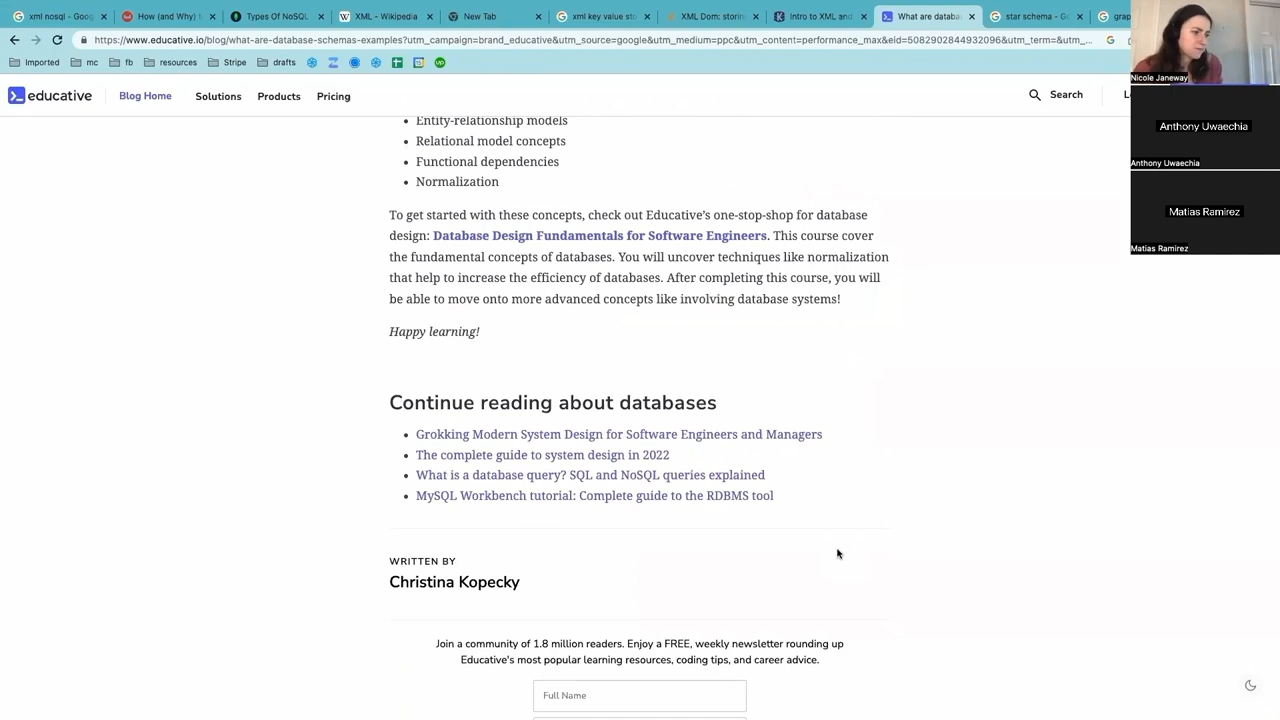 xml nosql - Goog
How (and Why)
Types Of NoSQL
XML - Wikipedia
New Tab
xml key value sto
XML Dom: storin
Intro to XML and
What are databa
star schema - G
grap
https://www.educative.io/blog/what-are-database-schemas-examples?utm_campaign=brand_educative&utm_source=google&utm_medium=ppc&utm_content=performance_max&eid=5082902844932096&utm_term=&utm_...
Imported
mc
fb
resources
Stripe
drafts
Nicole Janeway
educative
Blog Home
Solutions
Products
Pricing
Search
Anthony Uwaechia
Anthony Uwaechia
Matias Ramirez
Matias Ramirez
• Entity-relationship models
• Relational model concepts
• Functional dependencies
• Normalization
To get started with these concepts, check out Educative's one-stop-shop for database
design: Database Design Fundamentals for Software Engineers. This course cover
the fundamental concepts of databases. You will uncover techniques like normalization
that help to increase the efficiency of databases. After completing this course, you will
be able to move onto more advanced concepts like involving database systems!
Happy learning!
Continue reading about databases
• Grokking Modern System Design for Software Engineers and Managers
• The complete guide to system design in 2022
• What is a database query? SQL and NoSQL queries explained
• MySQL Workbench tutorial: Complete guide to the RDBMS tool
WRITTEN BY
Christina Kopecky
Join a community of 1.8 million readers. Enjoy a FREE, weekly newsletter rounding up
Educative's most popular learning resources, coding tips, and career advice.
Full Name